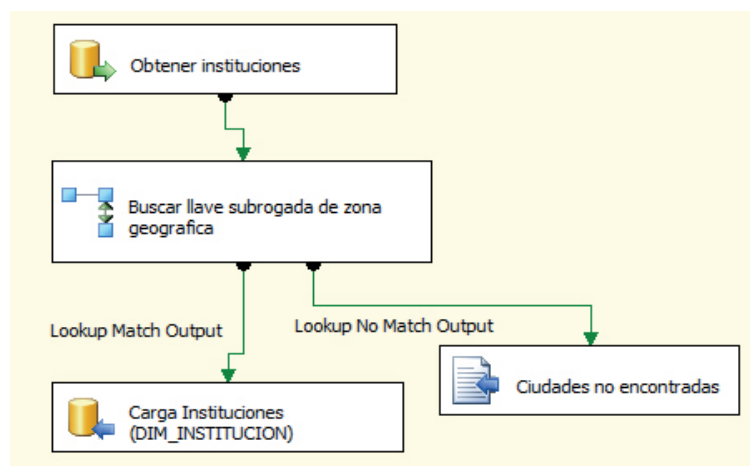 Obtener instituciones
Buscar llave subrogada de zona
geografica
Lookup Match Output
Lookup No Match Output
Ciudades no encontradas
Carga Instituciones
(DIM_INSTITUCION)